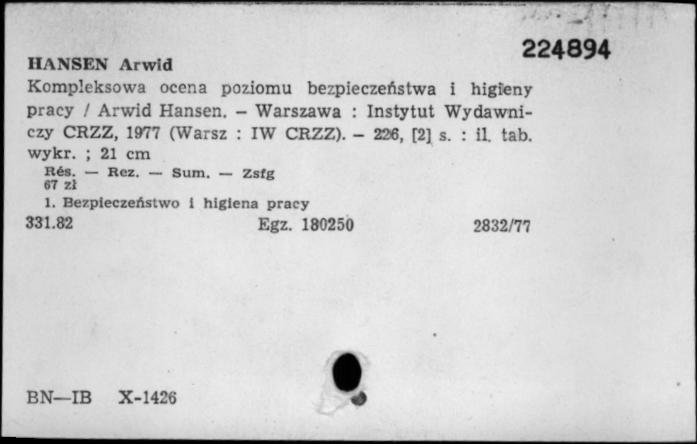 224894
HANSEN Arwid
Kompleksowa ocena poziomu bezpieczeństwa i higieny
pracy / Arwid Hansen. — Warszawa : Instytut Wydawni-
czy CRZZ, 1977 (Warsz : IW CRZZ). — 226, [2] s. : il. tab.
wykr. ; 21 cm
Rés. — Rez. — Sum. — Zsfg
67 zł
1. Bezpieczeństwo i higiena pracy
331.82 Egz. 180250 2832/77
BN—IB X-1426